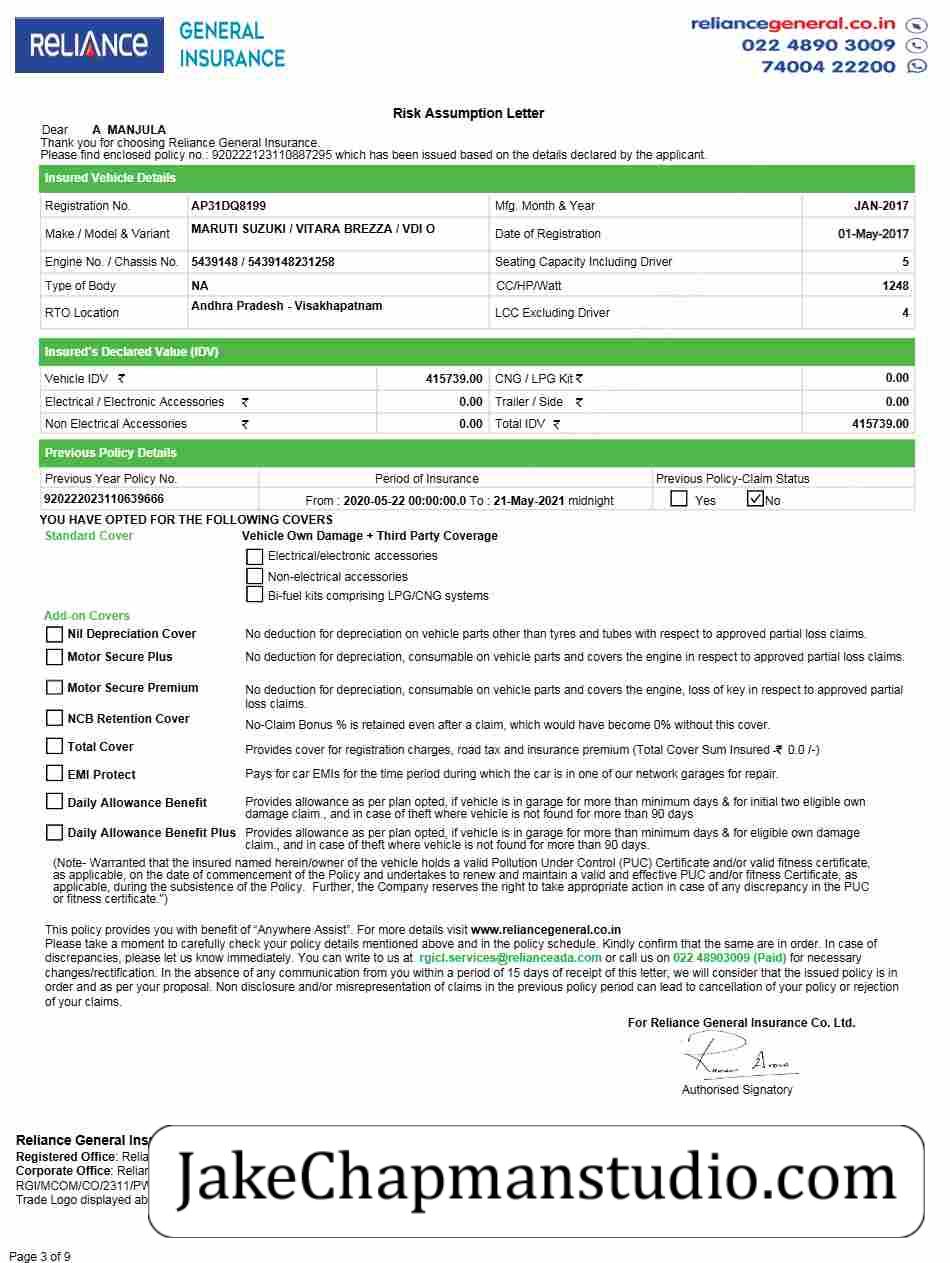 RELIANCE GENERAL INSURANCE
reliancegeneral.co.in
022 4890 3009
74004 22200
Risk Assumption Letter
Dear A MANJULA
Thank you for choosing Reliance General Insurance.
Please find enclosed policy no.: 920222123110887295 which has been issued based on the details declared by the applicant.
Insured Vehicle Details
Registration No. AP31DQ8199 Mfg. Month & Year JAN-2017
Make / Model & Variant MARUTI SUZUKI / VITARA BREZZA / VDI O Date of Registration 01-May-2017
Engine No. / Chassis No. 5439148 / 5439148231258 Seating Capacity Including Driver 5
Type of Body NA CC/HP/Watt 1248
RTO Location Andhra Pradesh - Visakhapatnam LCC Excluding Driver 4
Insured's Declared Value (IDV)
Vehicle IDV ₹ 415739.00 CNG / LPG Kit ₹ 0.00
Electrical / Electronic Accessories ₹ 0.00 Trailer / Side ₹ 0.00
Non Electrical Accessories ₹ 0.00 Total IDV ₹ 415739.00
Previous Policy Details
Previous Year Policy No. Period of Insurance Previous Policy-Claim Status
920222023110639666 From : 2020-05-22 00:00:00.0 To : 21-May-2021 midnight Yes No
YOU HAVE OPTED FOR THE FOLLOWING COVERS
Standard Cover Vehicle Own Damage + Third Party Coverage
Electrical/electronic accessories
Non-electrical accessories
Bi-fuel kits comprising LPG/CNG systems
Add-on Covers
Nil Depreciation Cover No deduction for depreciation on vehicle parts other than tyres and tubes with respect to approved partial loss claims.
Motor Secure Plus No deduction for depreciation, consumable on vehicle parts and covers the engine in respect to approved partial loss claims.
Motor Secure Premium No deduction for depreciation, consumable on vehicle parts and covers the engine, loss of key in respect to approved partial
loss claims.
NCB Retention Cover No-Claim Bonus % is retained even after a claim, which would have become 0% without this cover.
Total Cover Provides cover for registration charges, road tax and insurance premium (Total Cover Sum Insured -₹ 0.0 /-)
EMI Protect Pays for car EMIs for the time period during which the car is in one of our network garages for repair.
Daily Allowance Benefit Provides allowance as per plan opted, if vehicle is in garage for more than minimum days & for initial two eligible own
damage claim., and in case of theft where vehicle is not found for more than 90 days
Daily Allowance Benefit Plus Provides allowance as per plan opted, if vehicle is in garage for more than minimum days & for eligible own damage
claim., and in case of theft where vehicle is not found for more than 90 days.
(Note- Warranted that the insured named herein/owner of the vehicle holds a valid Pollution Under Control (PUC) Certificate and/or valid fitness certificate,
as applicable, on the date of commencement of the Policy and undertakes to renew and maintain a valid and effective PUC and/or fitness Certificate, as
applicable, during the subsistence of the Policy. Further, the Company reserves the right to take appropriate action in case of any discrepancy in the PUC
or fitness certificate.")
This policy provides you with benefit of “Anywhere Assist”. For more details visit www.reliancegeneral.co.in
Please take a moment to carefully check your policy details mentioned above and in the policy schedule. Kindly confirm that the same are in order. In case of
discrepancies, please let us know immediately. You can write to us at rgicl.services@relianceada.com or call us on 022 48903009 (Paid) for necessary
changes/rectification. In the absence of any communication from you within a period of 15 days of receipt of this letter, we will consider that the issued policy is in
order and as per your proposal. Non disclosure and/or misrepresentation of claims in the previous policy period can lead to cancellation of your policy or rejection
of your claims.
For Reliance General Insurance Co. Ltd.
Authorised Signatory
Reliance General Ins
Registered Office: Relia
Corporate Office: Relian
RGI/MCOM/CO/2311/PV
Trade Logo displayed ab
JakeChapmanstudio.com
Page 3 of 9